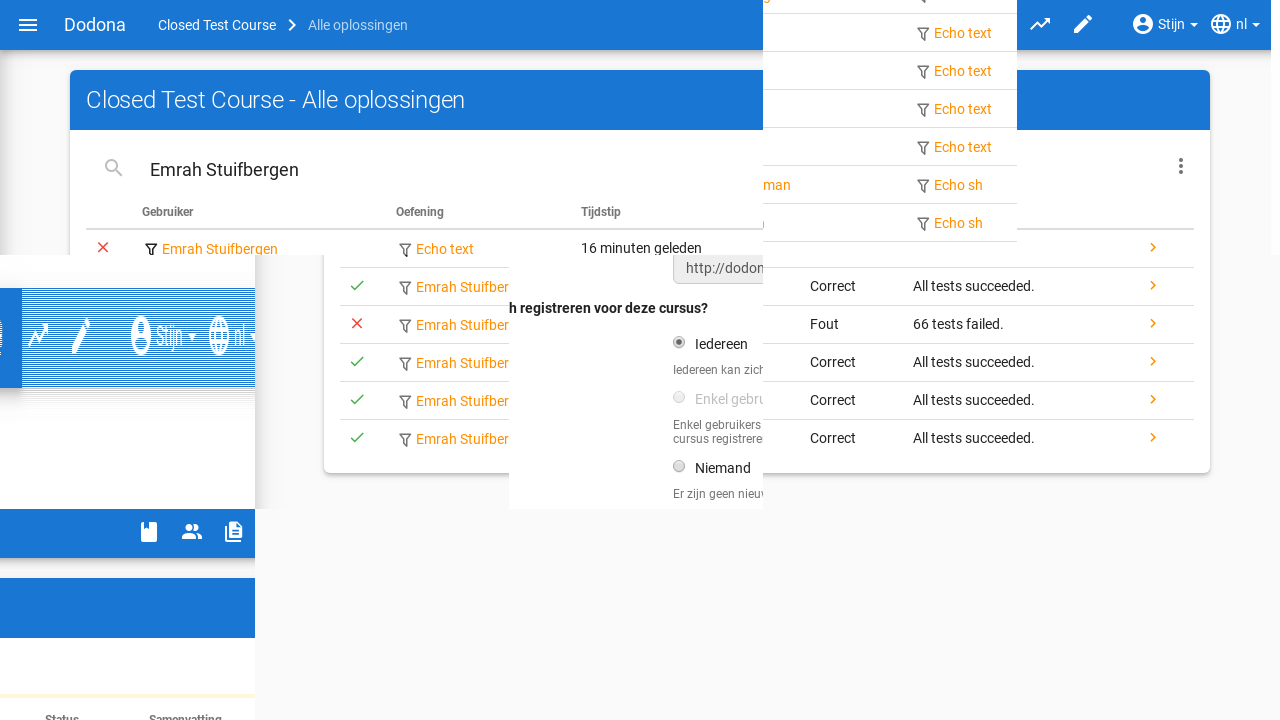 Dodona Closed Test Course Alle oplossingen
Stijn nl
Echo text
Echo text
Closed Test Course - Alle oplossingen
Echo text
Echo text
Emrah Stuifbergen
man Echo sh
Gebruiker Oefening Tijdstip
Echo sh
Emrah Stuifbergen Echo text 16 minuten geleden
http://dodon
Emrah Stuifber Correct All tests succeeded.
h registreren voor deze cursus?
Emrah Stuifber Fout 66 tests failed.
Stijn nl
Iedereen
Emrah Stuifber Iedereen kan zich Correct All tests succeeded.
Emrah Stuifber Enkel gebru Correct All tests succeeded.
Enkel gebruikers
cursus registrere
Emrah Stuifber Correct All tests succeeded.
Niemand
Er zijn geen nieuw
Status Samenvatting